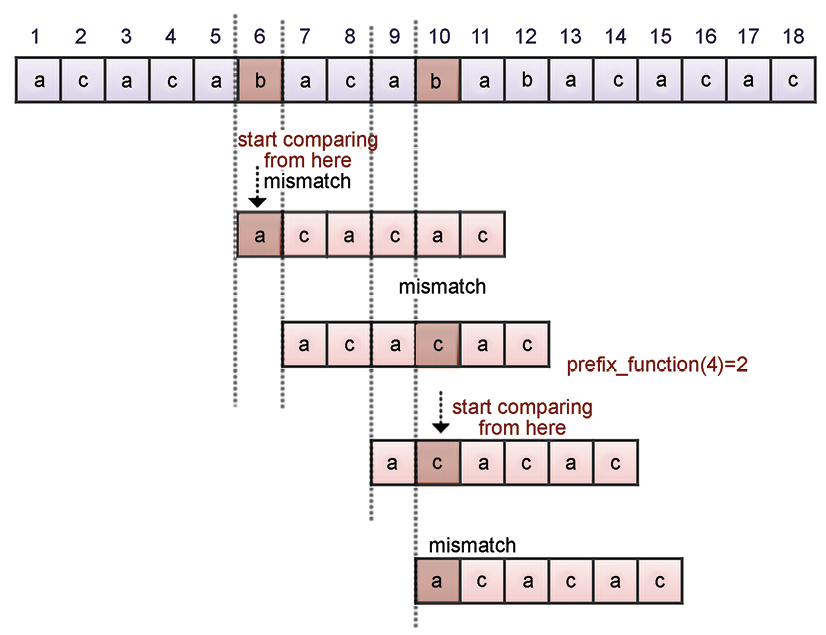 1 2 3 4 5 6 7 8 9 10 11 12 13 14 15 16 17 18
a c a c a b a c a b a b a c a c a c
start comparing
from here
mismatch
a c a c a c
mismatch
a c a c a c
prefix_function(4)=2
start comparing
from here
a c a c a c
mismatch
a c a c a c